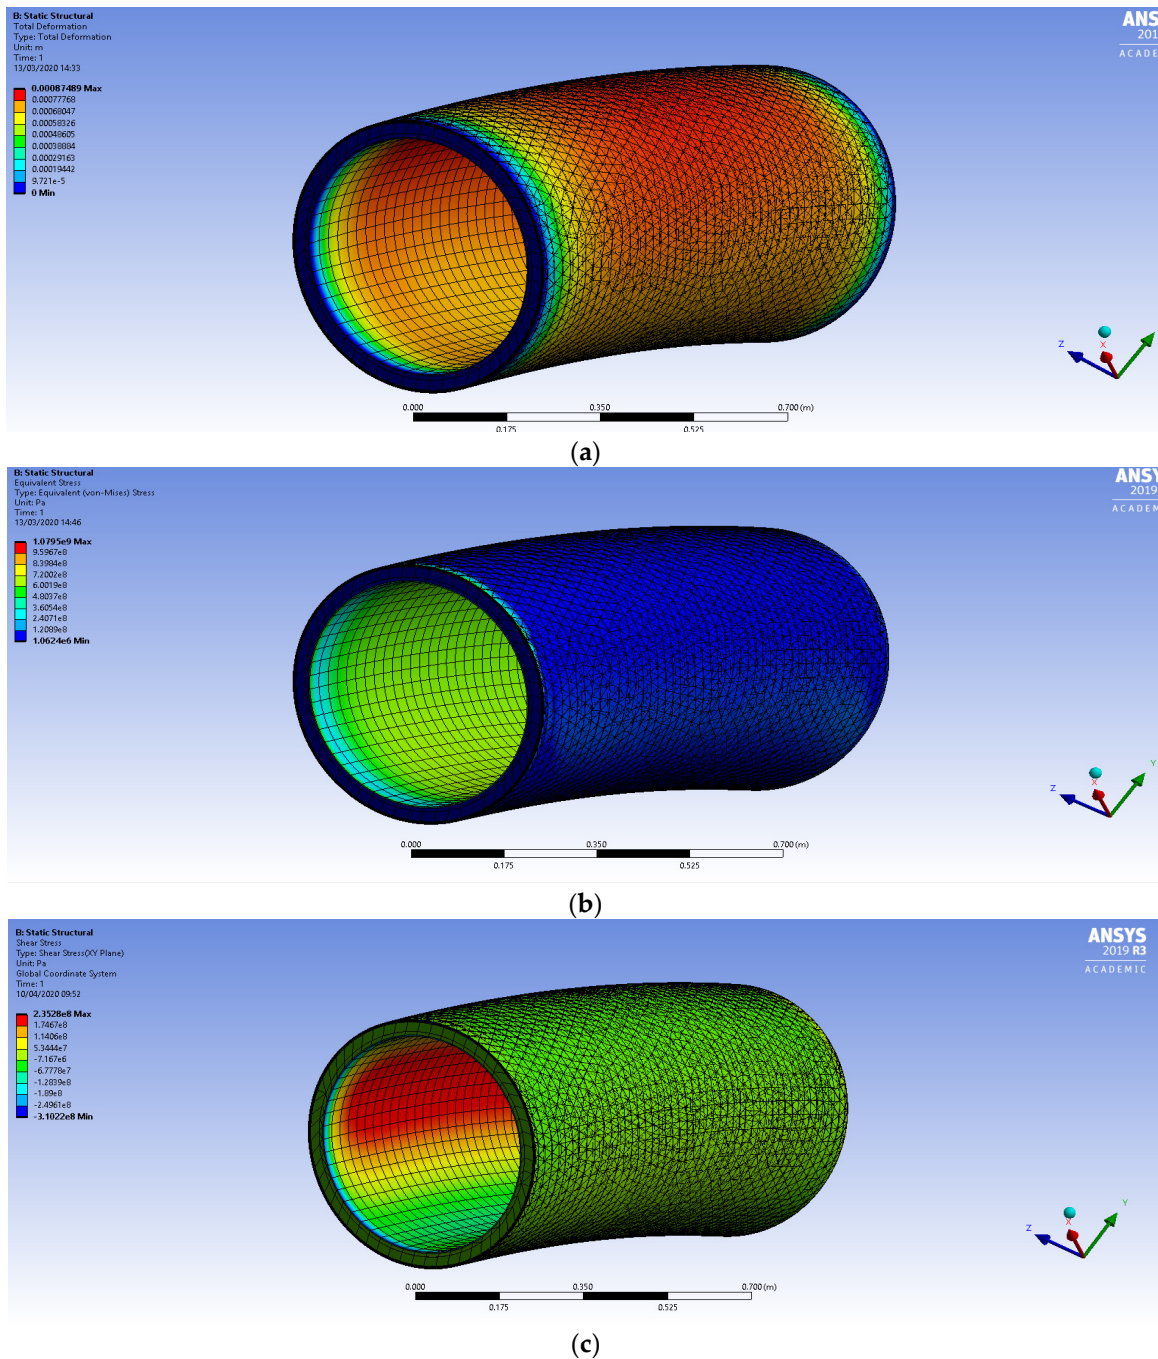 B: Static Structural
Total Deformation
Type: Total Deformation
Unit: m
Time: 1
13/03/2020 14:33
0.00087489 Max
0.00077768
0.00068047
0.00058326
0.00048605
0.00038884
0.00029163
0.00019442
9.721e-5
0 Min
ANSY
201
ACADE
Z
X
0.000 0.350 0.700 (m)
0.175 0.525
(a)
B: Static Structural
Equivalent Stress
Type: Equivalent (von-Mises) Stress
Unit: Pa
Time: 1
13/03/2020 14:46
1.0795e9 Max
9.5967e8
8.3984e8
7.2002e8
6.0019e8
4.8037e8
3.6054e8
2.4071e8
1.2089e8
1.0624e6 Min
ANSY
2019
ACADEM
Y
Z
X
0.000 0.350 0.700 (m)
0.175 0.525
(b)
B: Static Structural
Shear Stress
Type: Shear Stress(XY Plane)
Unit: Pa
Global Coordinate System
Time: 1
10/04/2020 09:52
2.3528e8 Max
1.7467e8
1.1406e8
5.3444e7
-7.167e6
-6.7778e7
-1.2839e8
-1.89e8
-2.4961e8
-3.1022e8 Min
ANSYS
2019 R3
ACADEMIC
Y
Z
X
0.000 0.350 0.700 (m)
0.175 0.525
(c)